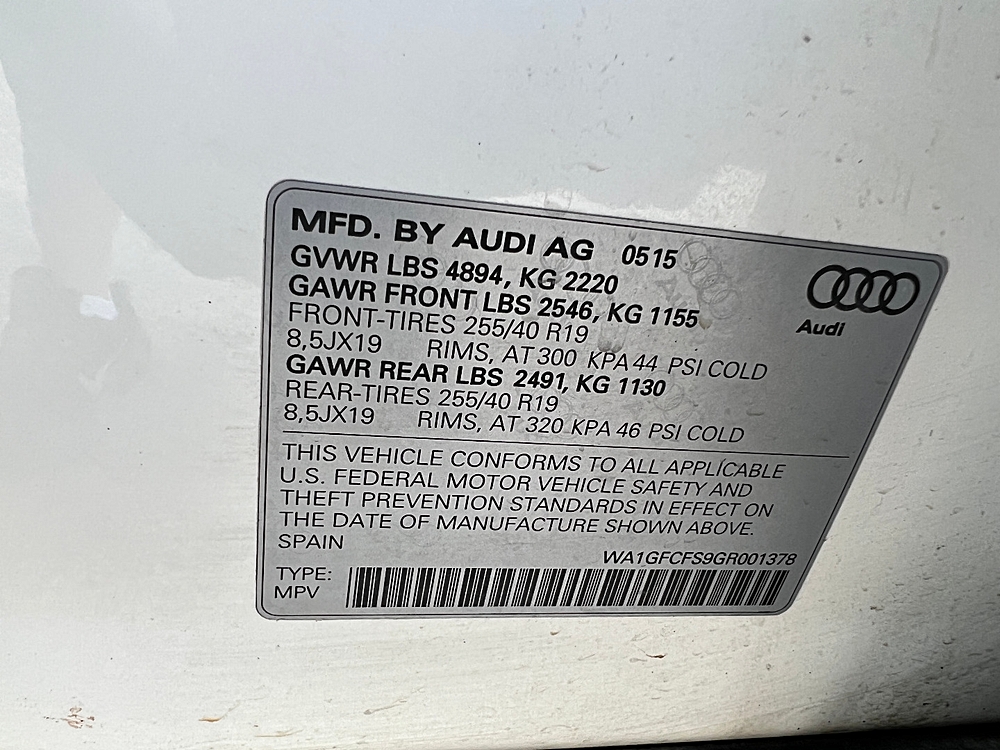 MFD. BY AUDI AG 0515
GVWR LBS 4894, KG 2220
GAWR FRONT LBS 2546, KG 1155
FRONT-TIRES 255/40 R19
8,5JX19 RIMS, AT 300 KPA 44 PSI COLD
GAWR REAR LBS 2491, KG 1130
REAR-TIRES 255/40 R19
8,5JX19 RIMS, AT 320 KPA 46 PSI COLD
Audi
THIS VEHICLE CONFORMS TO ALL APPLICABLE
U.S. FEDERAL MOTOR VEHICLE SAFETY AND
THEFT PREVENTION STANDARDS IN EFFECT ON
THE DATE OF MANUFACTURE SHOWN ABOVE.
SPAIN
WA1GFCFS9GR001378
TYPE:
MPV